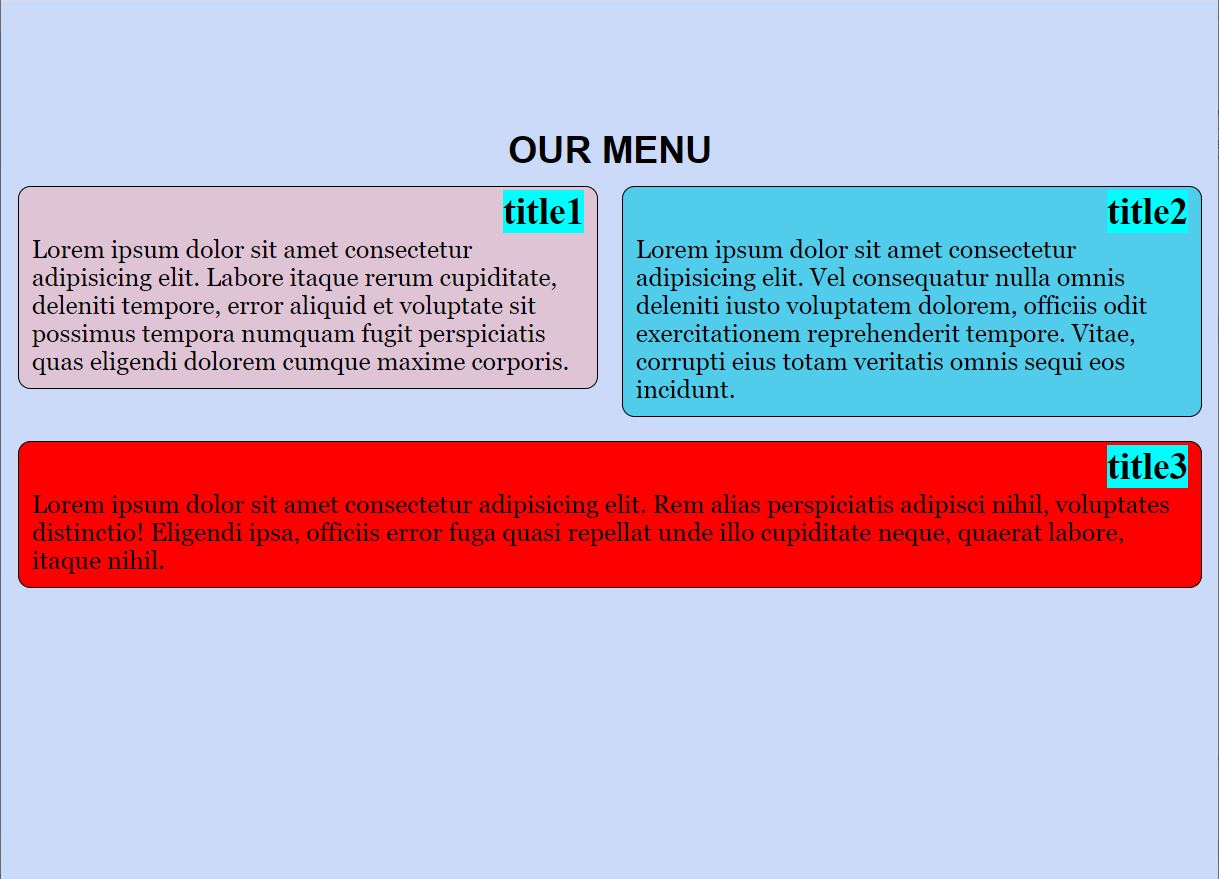 OUR MENU
title1
Lorem ipsum dolor sit amet consectetur
adipisicing elit. Labore itaque rerum cupiditate,
deleniti tempore, error aliquid et voluptate sit
possimus tempora numquam fugit perspiciatis
quas eligendi dolorem cumque maxime corporis.
title2
Lorem ipsum dolor sit amet consectetur
adipisicing elit. Vel consequatur nulla omnis
deleniti iusto voluptatem dolorem, officiis odit
exercitationem reprehenderit tempore. Vitae,
corrupti eius totam veritatis omnis sequi eos
incidunt.
title3
Lorem ipsum dolor sit amet consectetur adipisicing elit. Rem alias perspiciatis adipisci nihil, voluptates
distinctio! Eligendi ipsa, officiis error fuga quasi repellat unde illo cupiditate neque, quaerat labore,
itaque nihil.